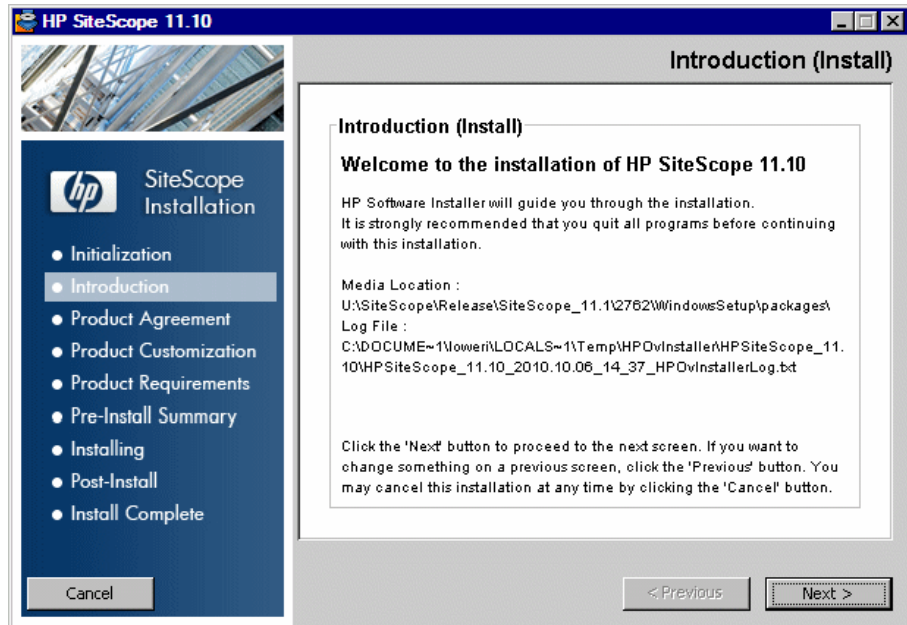 HP SiteScope 11.10
Introduction (Install)
hp
SiteScope
Installation
Initialization
Introduction
Product Agreement
Product Customization
Product Requirements
Pre-Install Summary
Installing
Post-Install
Install Complete
Introduction (Install)
Welcome to the installation of HP SiteScope 11.10
HP Software Installer will guide you through the installation.
It is strongly recommended that you quit all programs before continuing
with this installation.
Media Location :
U:\SiteScope\Release\SiteScope_11.1\2762\WindowsSetup\packages\
Log File :
C:\DOCUME~1\loweri\LOCALS~1\Temp\HPOvInstaller\HPSiteScope_11.
10\HPSiteScope_11.10_2010.10.06_14_37_HPOvInstallerLog.txt
Click the 'Next' button to proceed to the next screen. If you want to
change something on a previous screen, click the 'Previous' button. You
may cancel this installation at any time by clicking the 'Cancel' button.
Cancel
< Previous
Next >